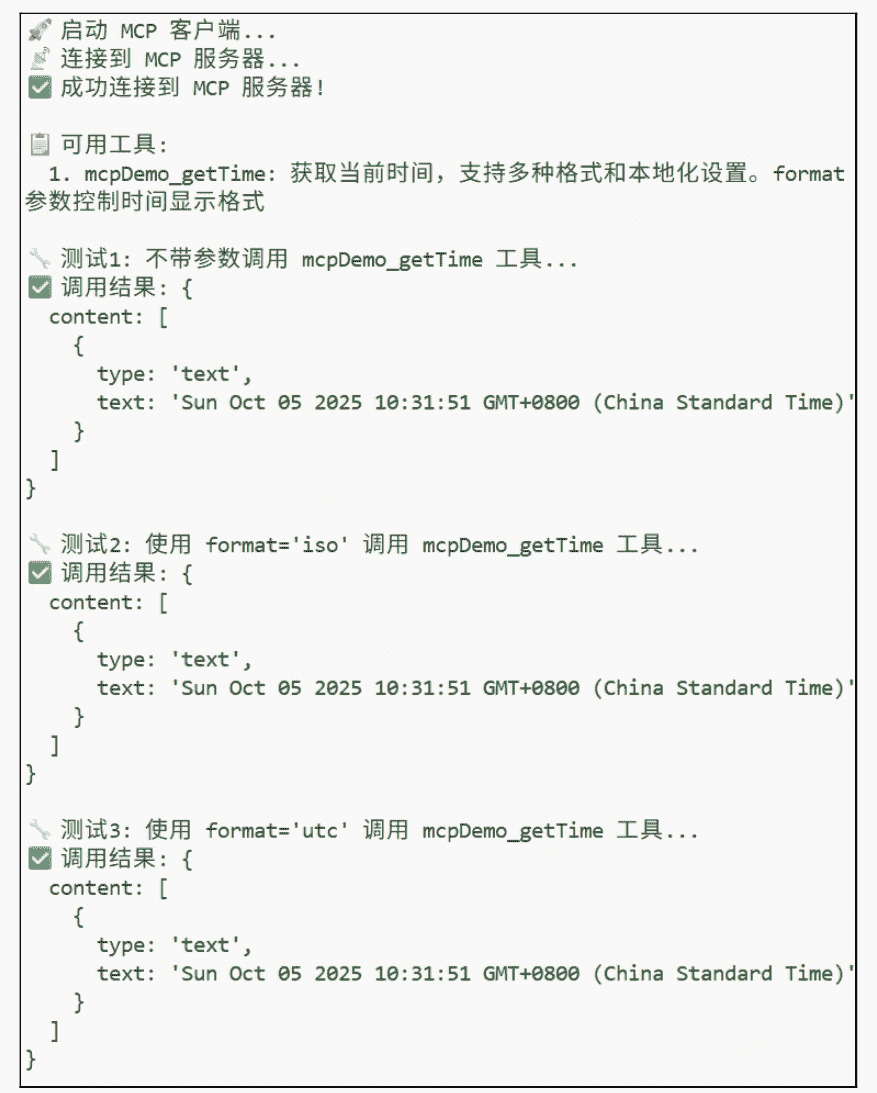 🚀 启动 MCP 客户端...
📡 连接到 MCP 服务器...
✅ 成功连接到 MCP 服务器!

📋 可用工具:
  1. mcpDemo_getTime: 获取当前时间，支持多种格式和本地化设置。format
参数控制时间显示格式

🔧 测试1: 不带参数调用 mcpDemo_getTime 工具...
✅ 调用结果: {
  content: [
    {
      type: 'text',
      text: 'Sun Oct 05 2025 10:31:51 GMT+0800 (China Standard Time)'
    }
  ]
}

🔧 测试2: 使用 format='iso' 调用 mcpDemo_getTime 工具...
✅ 调用结果: {
  content: [
    {
      type: 'text',
      text: 'Sun Oct 05 2025 10:31:51 GMT+0800 (China Standard Time)'
    }
  ]
}

🔧 测试3: 使用 format='utc' 调用 mcpDemo_getTime 工具...
✅ 调用结果: {
  content: [
    {
      type: 'text',
      text: 'Sun Oct 05 2025 10:31:51 GMT+0800 (China Standard Time)'
    }
  ]
}